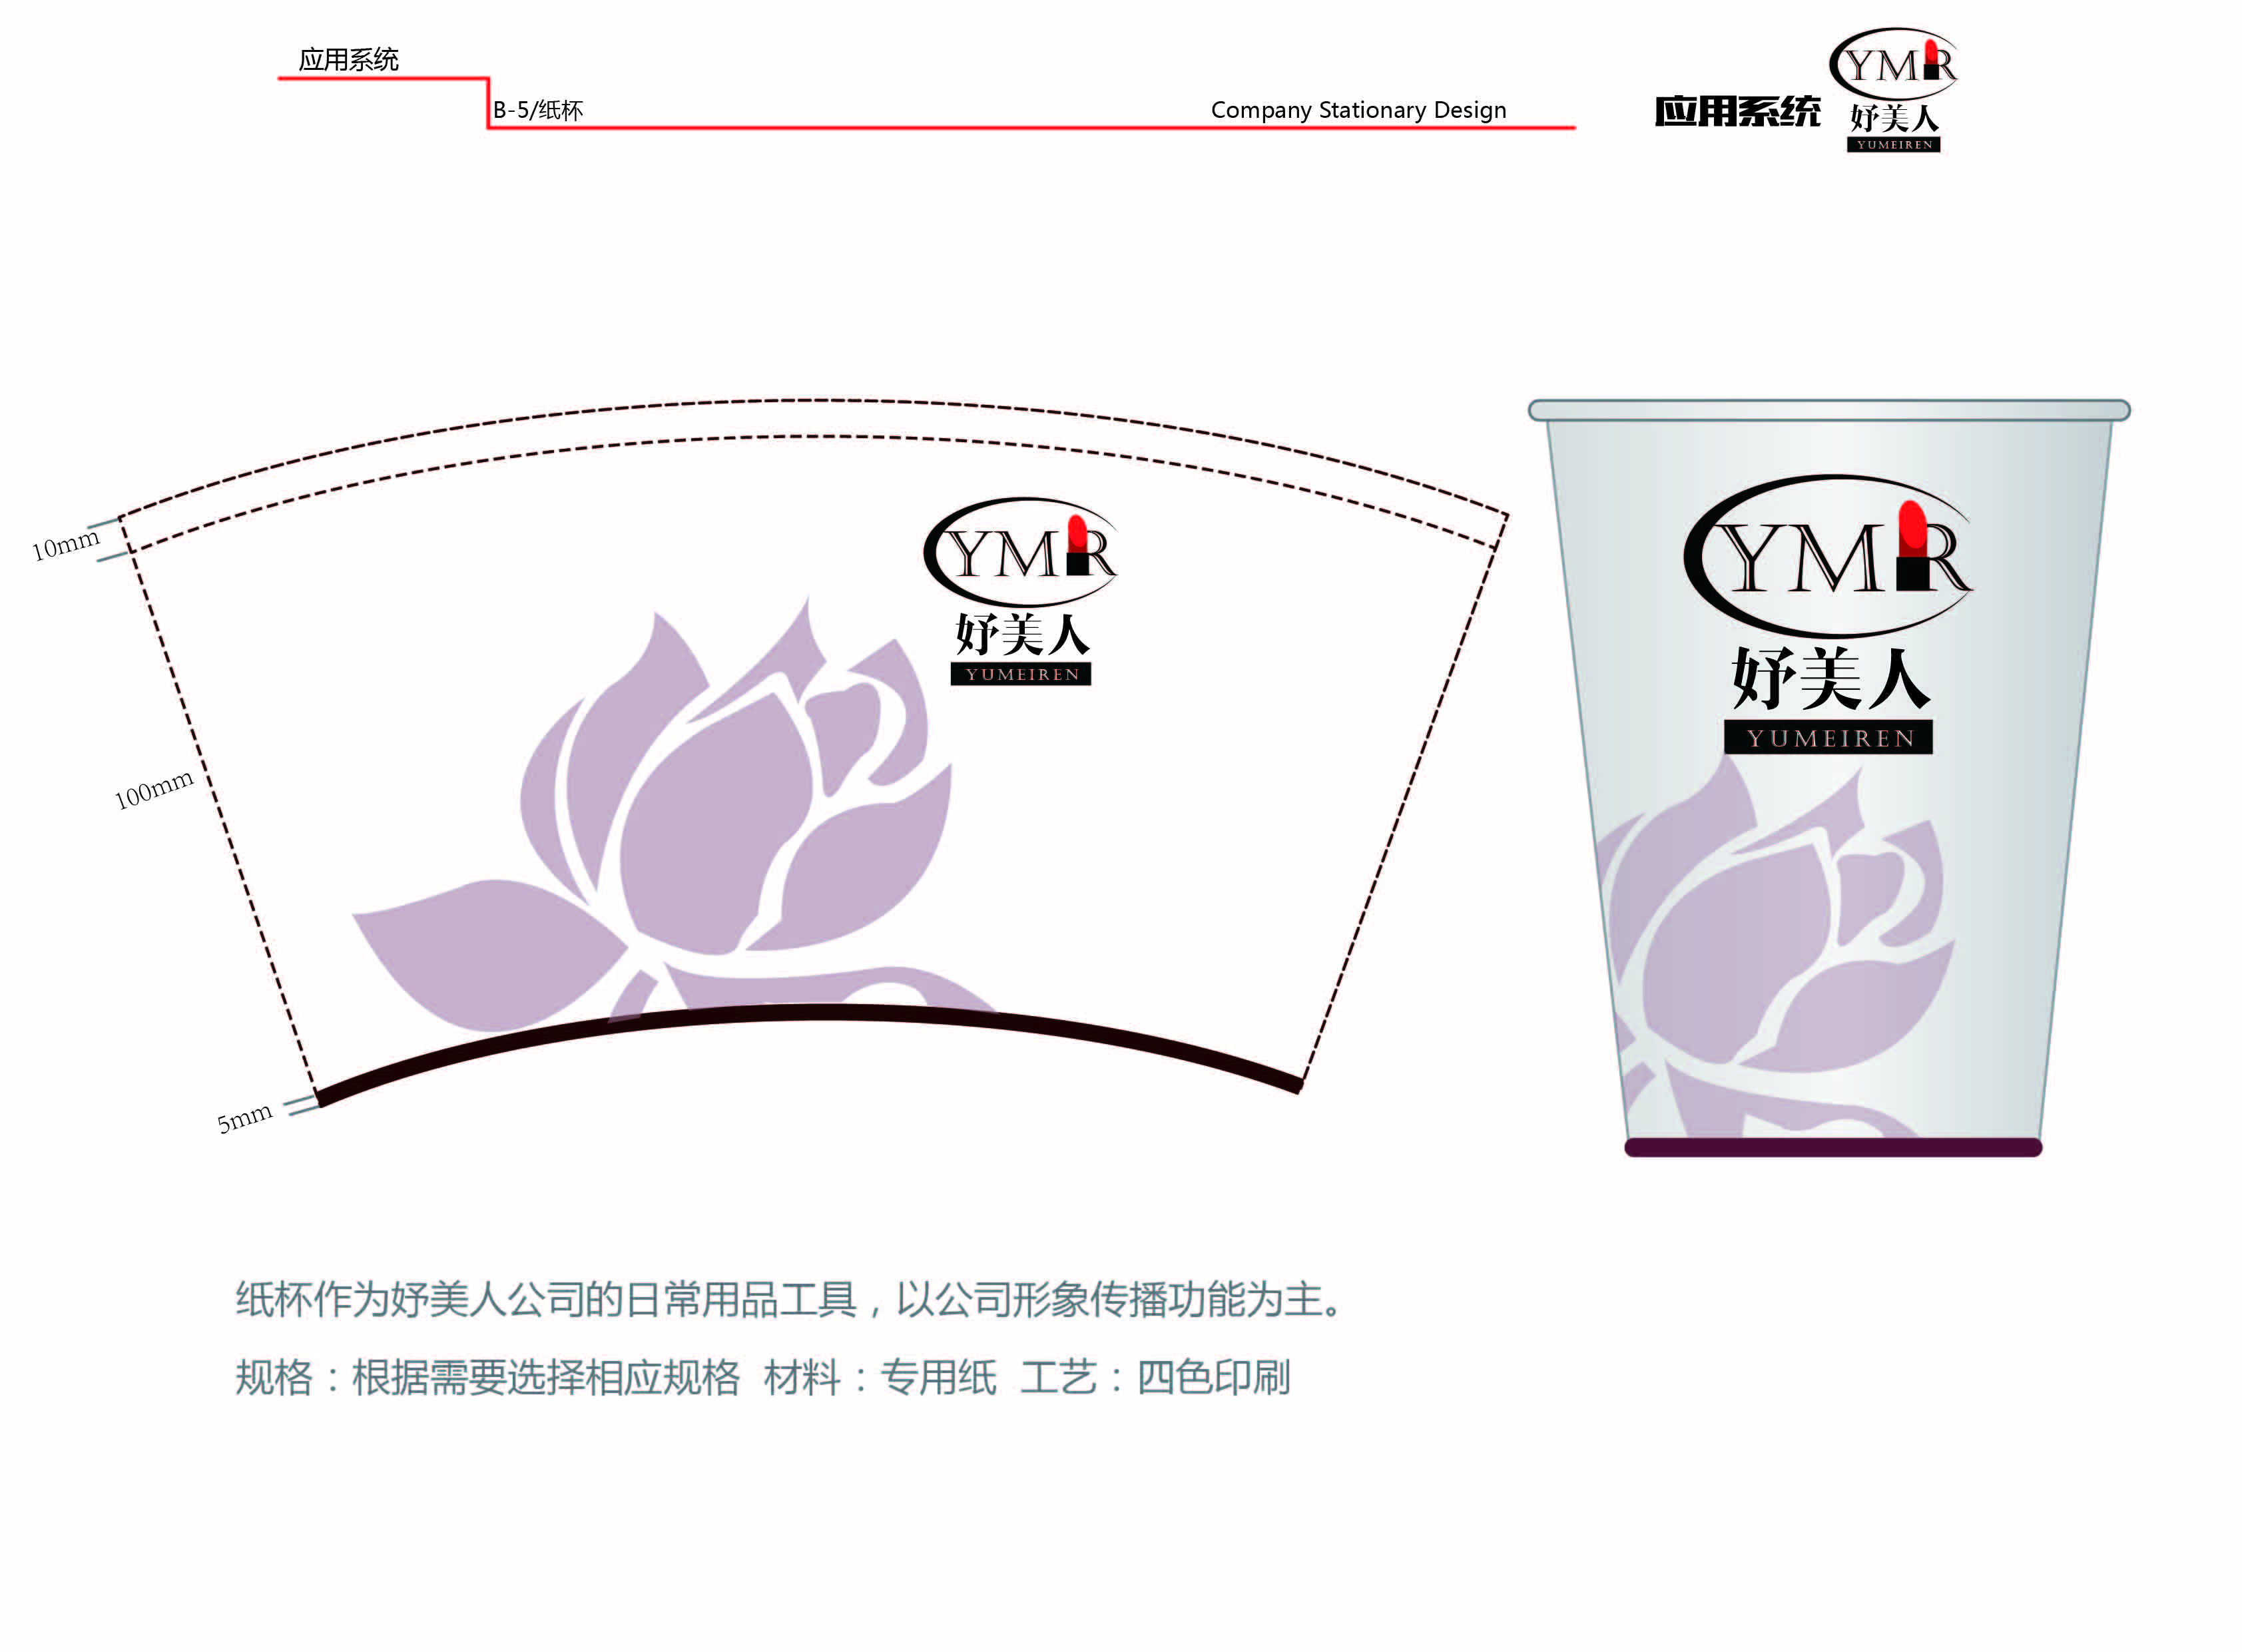 应用系统
B-5/纸杯
Company Stationary Design
应用系统
YMR
妤美人
YUMEIREN
10mm
100mm
5mm
YMR
妤美人
YUMEIREN
YMR
妤美人
YUMEIREN
纸杯作为妤美人公司的日常用品工具，以公司形象传播功能为主。
规格：根据需要选择相应规格 材料：专用纸 工艺：四色印刷